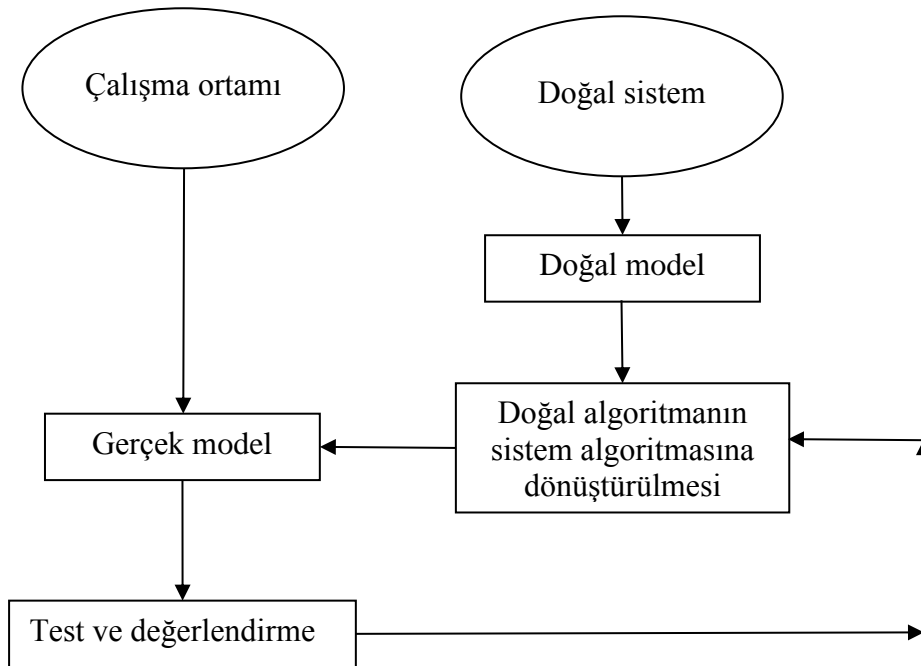 Çalışma ortamı
Doğal sistem
Doğal model
Doğal algoritmanın
sistem algoritmasına
dönüştürülmesi
Gerçek model
Test ve değerlendirme